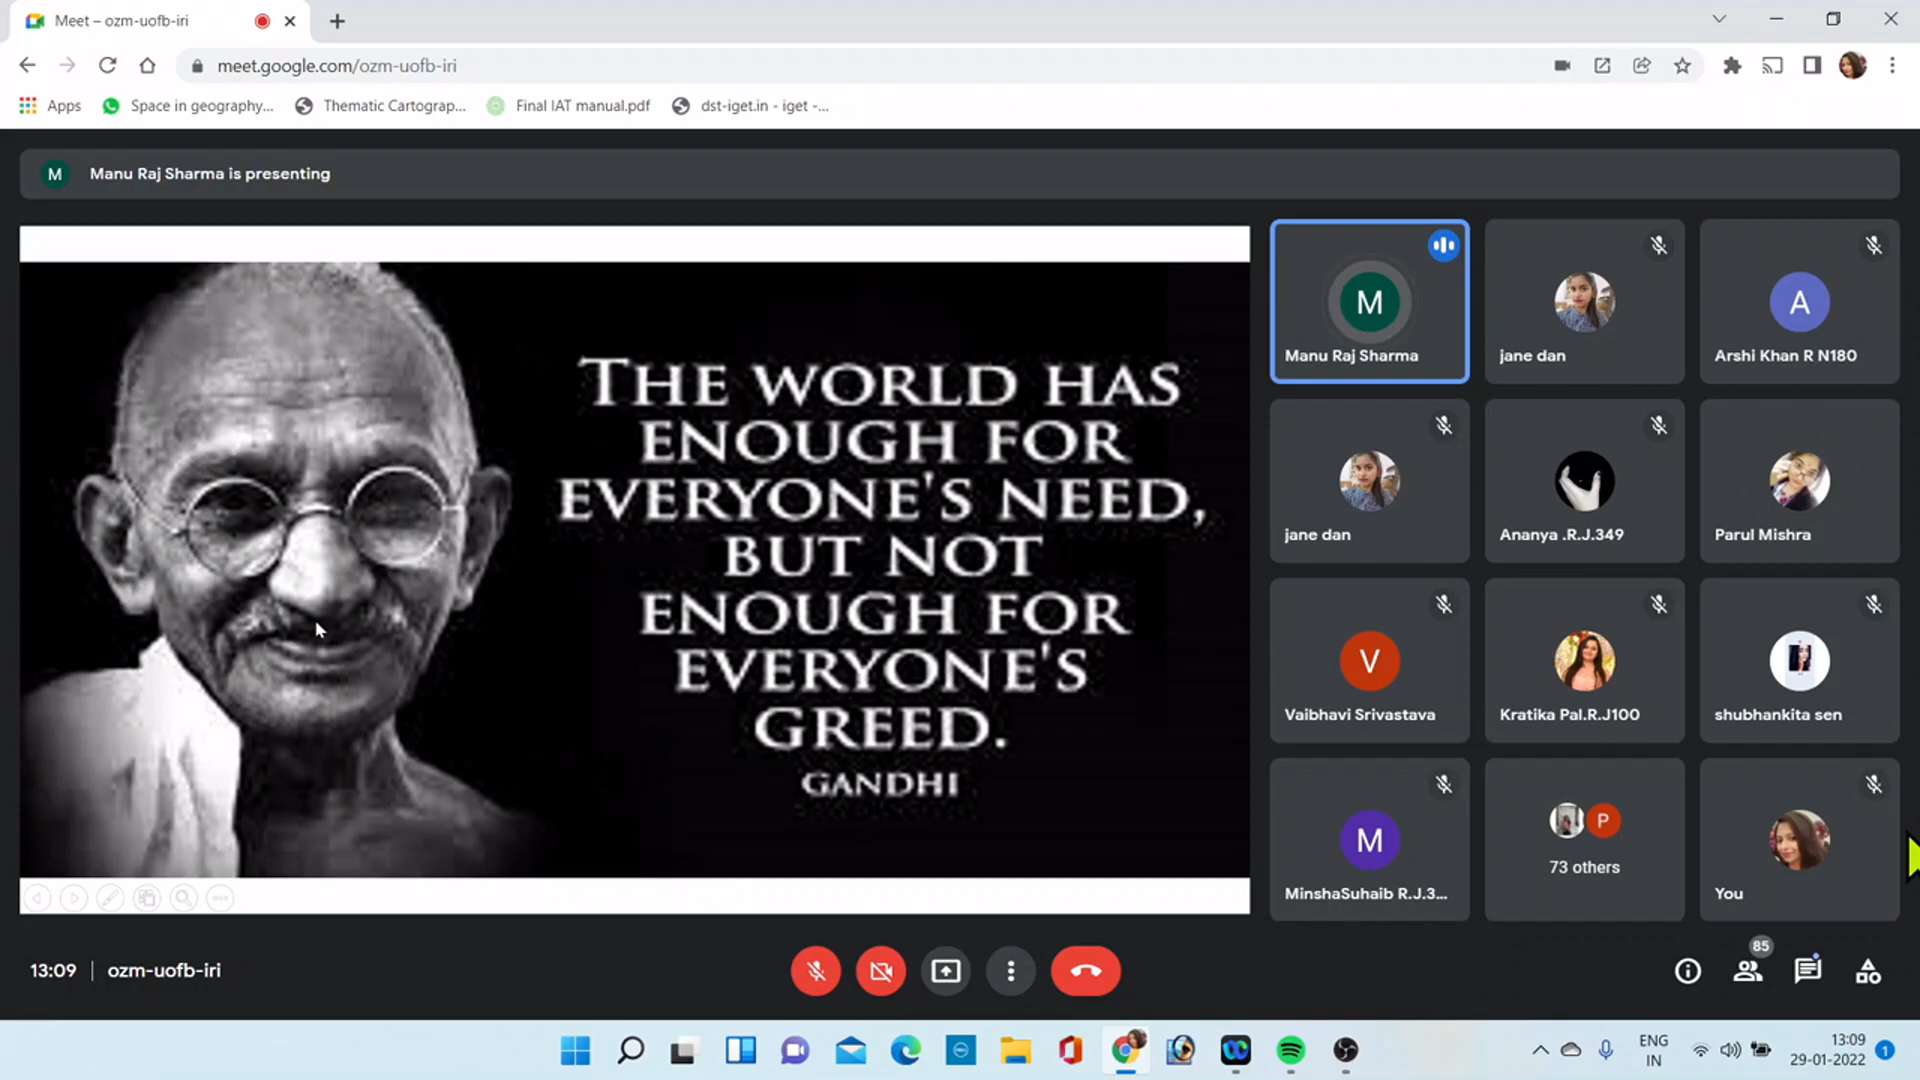 Meet – ozm-uofb-iri
meet.google.com/ozm-uofb-iri
Apps
Space in geography...
Thematic Cartograp...
Final IAT manual.pdf
dst-iget.in - iget -...
M
Manu Raj Sharma is presenting
THE WORLD HAS
ENOUGH FOR
EVERYONE'S NEED,
BUT NOT
ENOUGH FOR
EVERYONE'S
GREED.
GANDHI
M
Manu Raj Sharma
jane dan
A
Arshi Khan R N180
jane dan
Ananya .R.J.349
Parul Mishra
V
Vaibhavi Srivastava
Kratika Pal.R.J100
shubhankita sen
M
MinshaSuhaib R.J.3...
P
73 others
You
13:09
ozm-uofb-iri
85
ENG
IN
13:09
29-01-2022
1